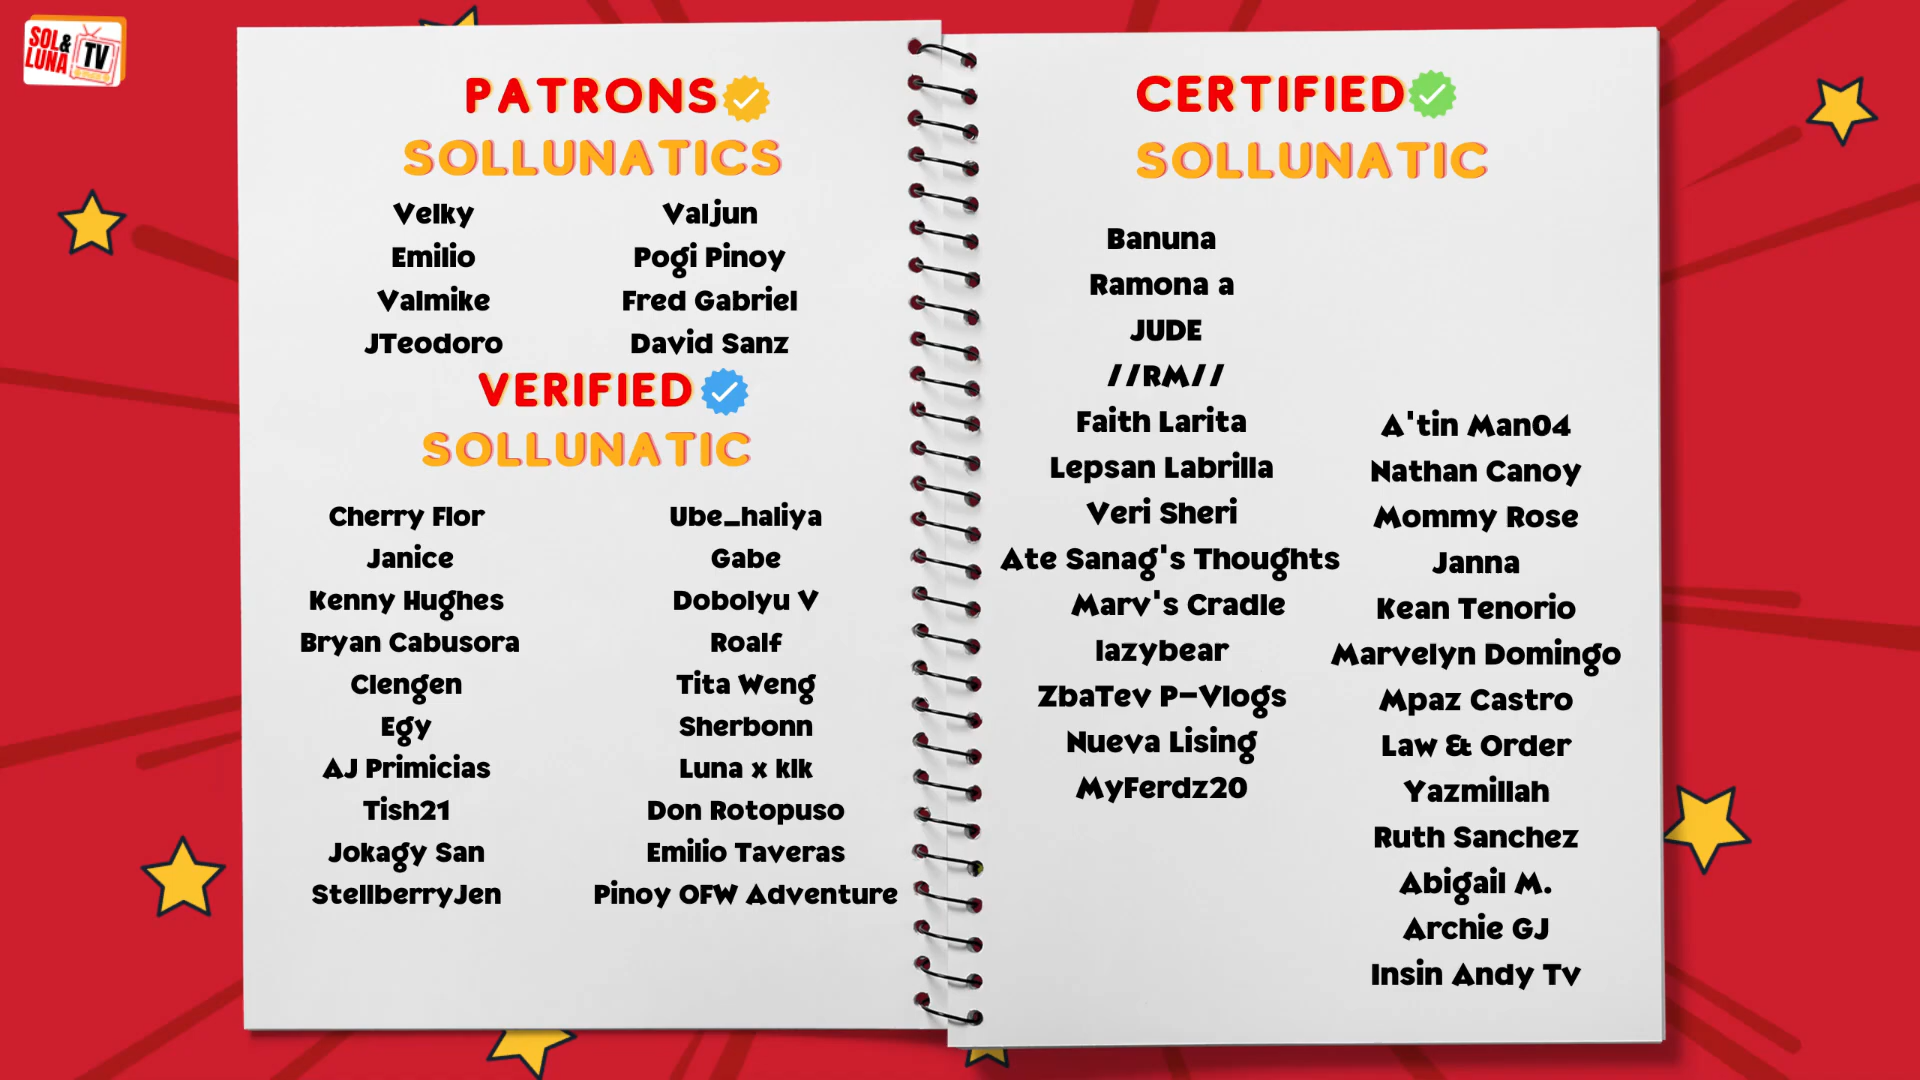 SOL&
LUNA TV
PATRONS
SOLLUNATICS
Velky
Emilio
Valmike
JTeodoro
Valjun
Pogi Pinoy
Fred Gabriel
David Sanz
VERIFIED
SOLLUNATIC
Cherry Flor
Janice
Kenny Hughes
Bryan Cabusora
Clengen
Egy
AJ Primicias
Tish21
Jokagy San
StellberryJen
Ube_haliya
Gabe
Dobolyu V
Roalf
Tita Weng
Sherbonn
Luna x klk
Don Rotopuso
Emilio Taveras
Pinoy OFW Adventure
CERTIFIED
SOLLUNATIC
Banuna
Ramona a
JUDE
//RM//
Faith Larita
Lepsan Labrilla
Veri Sheri
Ate Sanag's Thoughts
Marv's Cradle
lazybear
ZbaTev P-Vlogs
Nueva Lising
MyFerdz20
A'tin Man04
Nathan Canoy
Mommy Rose
Janna
Kean Tenorio
Marvelyn Domingo
Mpaz Castro
Law & Order
Yazmillah
Ruth Sanchez
Abigail M.
Archie GJ
Insin Andy Tv